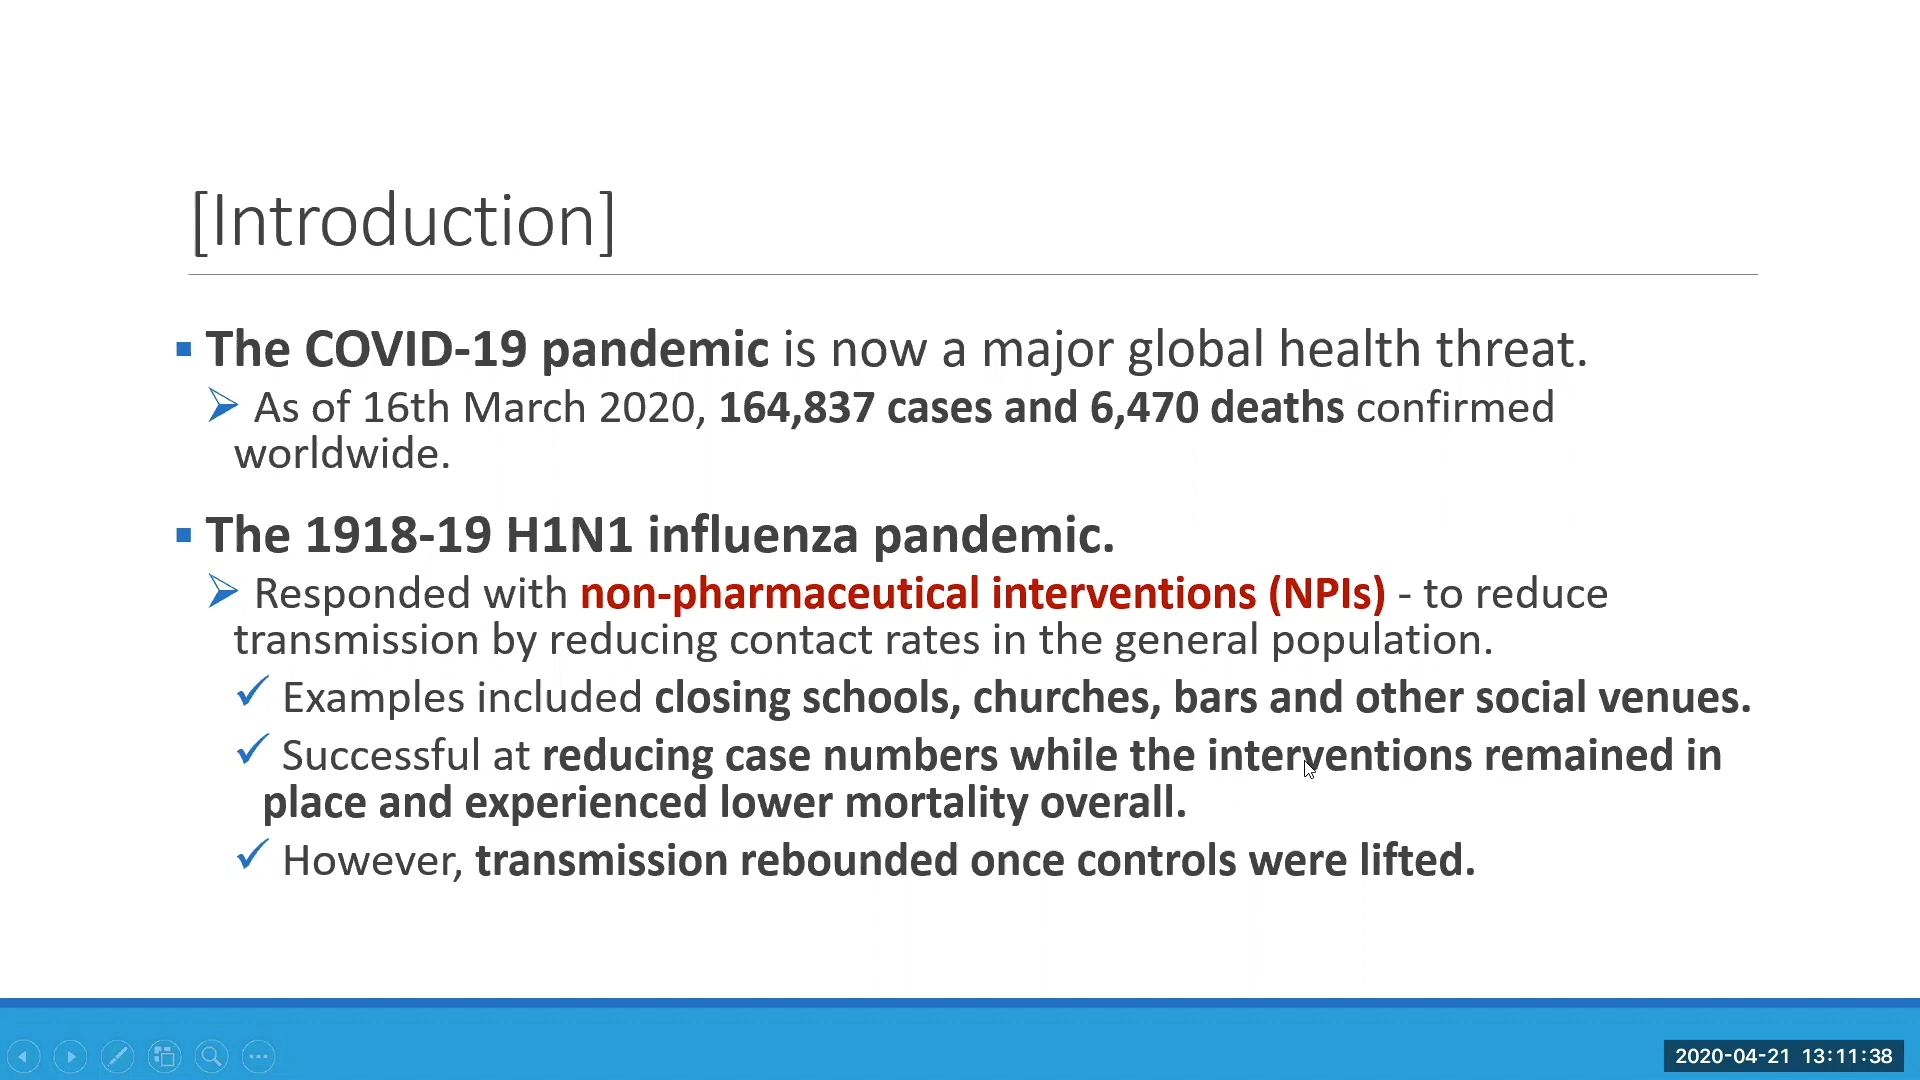 [Introduction]
The COVID-19 pandemic is now a major global health threat.
As of 16th March 2020, 164,837 cases and 6,470 deaths confirmed
worldwide.
The 1918-19 H1N1 influenza pandemic.
Responded with non-pharmaceutical interventions (NPIs) - to reduce
transmission by reducing contact rates in the general population.
Examples included closing schools, churches, bars and other social venues.
Successful at reducing case numbers while the interventions remained in
place and experienced lower mortality overall.
However, transmission rebounded once controls were lifted.
2020-04-21 13:11:38